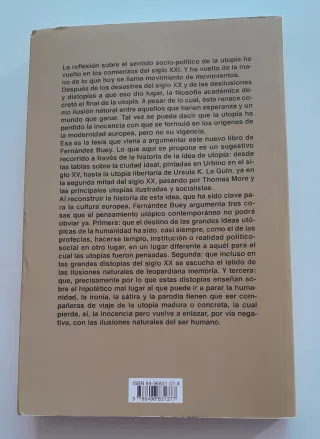 La reflexión sobre el sentido socio-político de la utopía ha
vuelto en los comienzos del siglo XXI. Y ha vuelto de la ma-
no de lo que hoy se llama movimiento de movimientos.
Después de los desastres del siglo XX y de las desilusiones
y distopías a que eso dio lugar, la filosofía académica de-
cretó el final de la utopía. A pesar de lo cual, ésta renace co-
mo ilusión natural entre aquellos que tienen esperanza y un
mundo que ganar. Tal vez se pueda decir que la utopía ha
perdido la inocencia con que se formuló en los orígenes de
la modernidad europea, pero no su vigencia.
Esa es la tesis que viene a argumentar este nuevo libro de
Fernández Buey. Lo que aquí se propone es un sugestivo
recorrido a través de la historia de la idea de utopía: desde
las tablas sobre la ciudad ideal, pintadas en Urbino en el si-
glo XV, hasta la utopía libertaria de Ursula K. Le Guin, ya en
la segunda mitad del siglo XX, pasando por Thomas More y
las principales utopías ilustradas y socialistas.
Al reconstruir la historia de esta idea, que ha sido clave pa-
ra la cultura europea, Fernández Buey argumenta tres co-
sas que el pensamiento utópico contemporáneo no podrá
obviar ya. Primera: que el destino de las grandes ideas utó-
picas de la humanidad ha sido, casi siempre, como el de las
profecías, hacerse templo, institución o realidad político-
social en otro lugar, en un lugar diferente a aquél para el
cual las utopías fueron pensadas. Segunda: que incluso en
las grandes distopías del siglo XX se escucha el latido de
las ilusiones naturales de leopardiana memoria. Y tercera:
que, precisamente por lo que estas distopías enseñan so-
bre el hipotético mal lugar al que puede ir a parar la huma-
nidad, la ironía, la sátira y la parodia tienen que ser com-
pañeras de viaje de la utopía madura o concreta, la cual
pierde, sí, la inocencia pero vuelve a enlazar, por vía nega-
tiva, con las ilusiones naturales del ser humano.
ISBN 84-96831-37-X
9 788496 831377